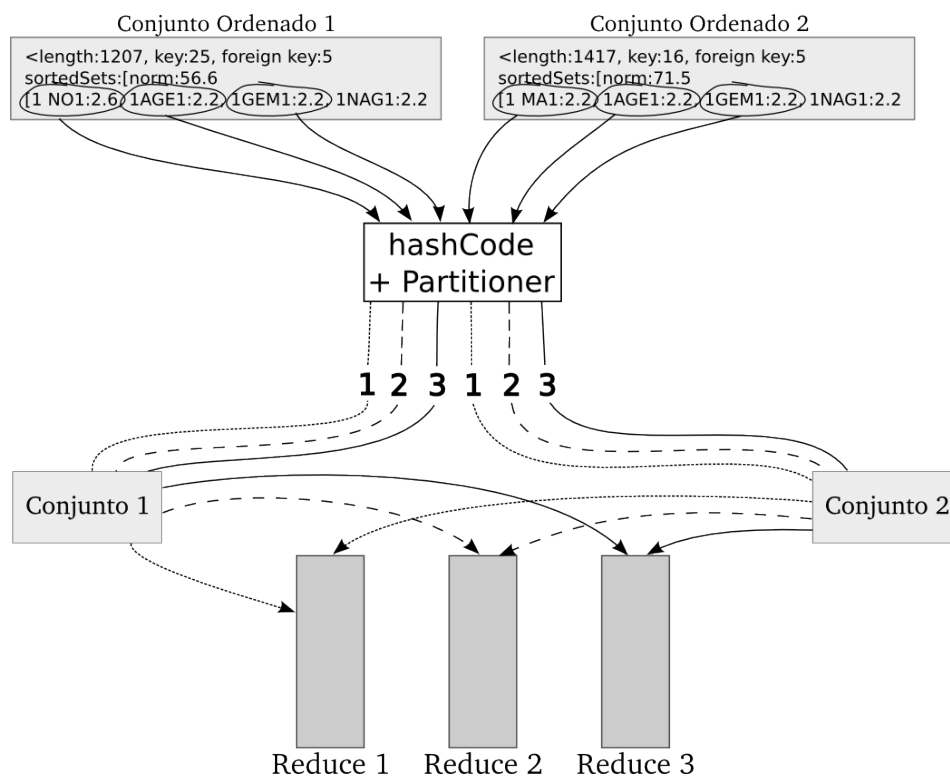 Conjunto Ordenado 1
<length:1207, key:25, foreign key:5
sortedSets:[norm:56.6
[1 NO1:2.6, 1AGE1:2.2, 1GEM1:2.2, 1NAG1:2.2
Conjunto Ordenado 2
<length:1417, key:16, foreign key:5
sortedSets:[norm:71.5
[1 MA1:2.2, 1AGE1:2.2, 1GEM1:2.2, 1NAG1:2.2
hashCode
+ Partitioner
1 2 3 1 2 3
Conjunto 1
Conjunto 2
Reduce 1
Reduce 2
Reduce 3